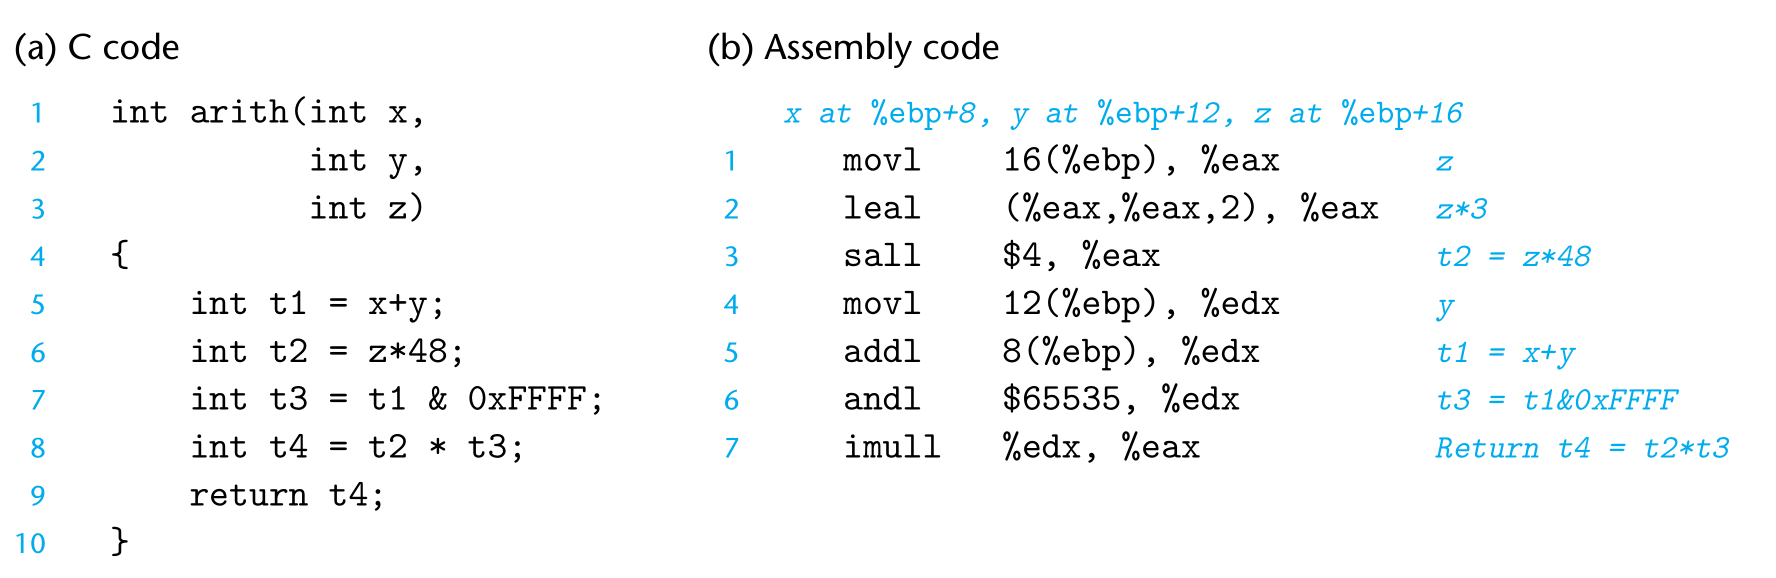 (a) C code
1 int arith(int x,
2           int y,
3           int z)
4 {
5     int t1 = x+y;
6     int t2 = z*48;
7     int t3 = t1 & 0xFFFF;
8     int t4 = t2 * t3;
9     return t4;
10 }
(b) Assembly code
x at %ebp+8, y at %ebp+12, z at %ebp+16
1 movl 16(%ebp), %eax z
2 leal (%eax,%eax,2), %eax z*3
3 sall $4, %eax t2 = z*48
4 movl 12(%ebp), %edx y
5 addl 8(%ebp), %edx t1 = x+y
6 andl $65535, %edx t3 = t1&0xFFFF
7 imull %edx, %eax Return t4 = t2*t3